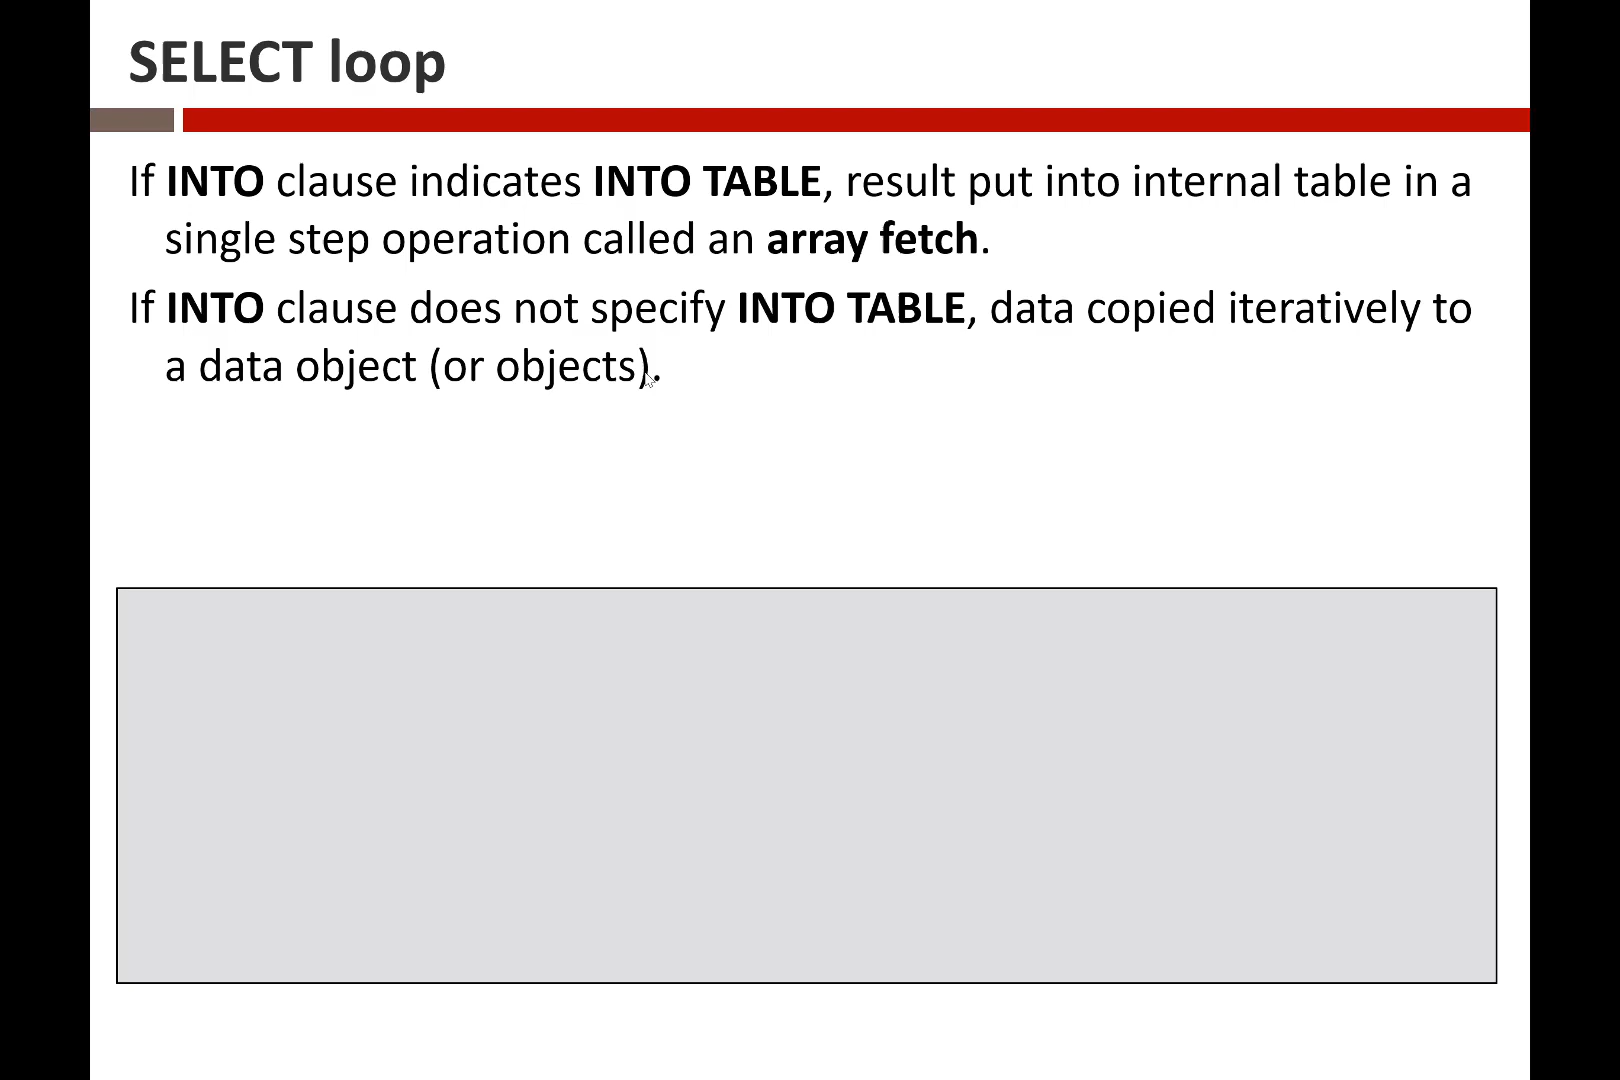 SELECT loop
If INTO clause indicates INTO TABLE, result put into internal table in a
single step operation called an array fetch.
If INTO clause does not specify INTO TABLE, data copied iteratively to
a data object (or objects).